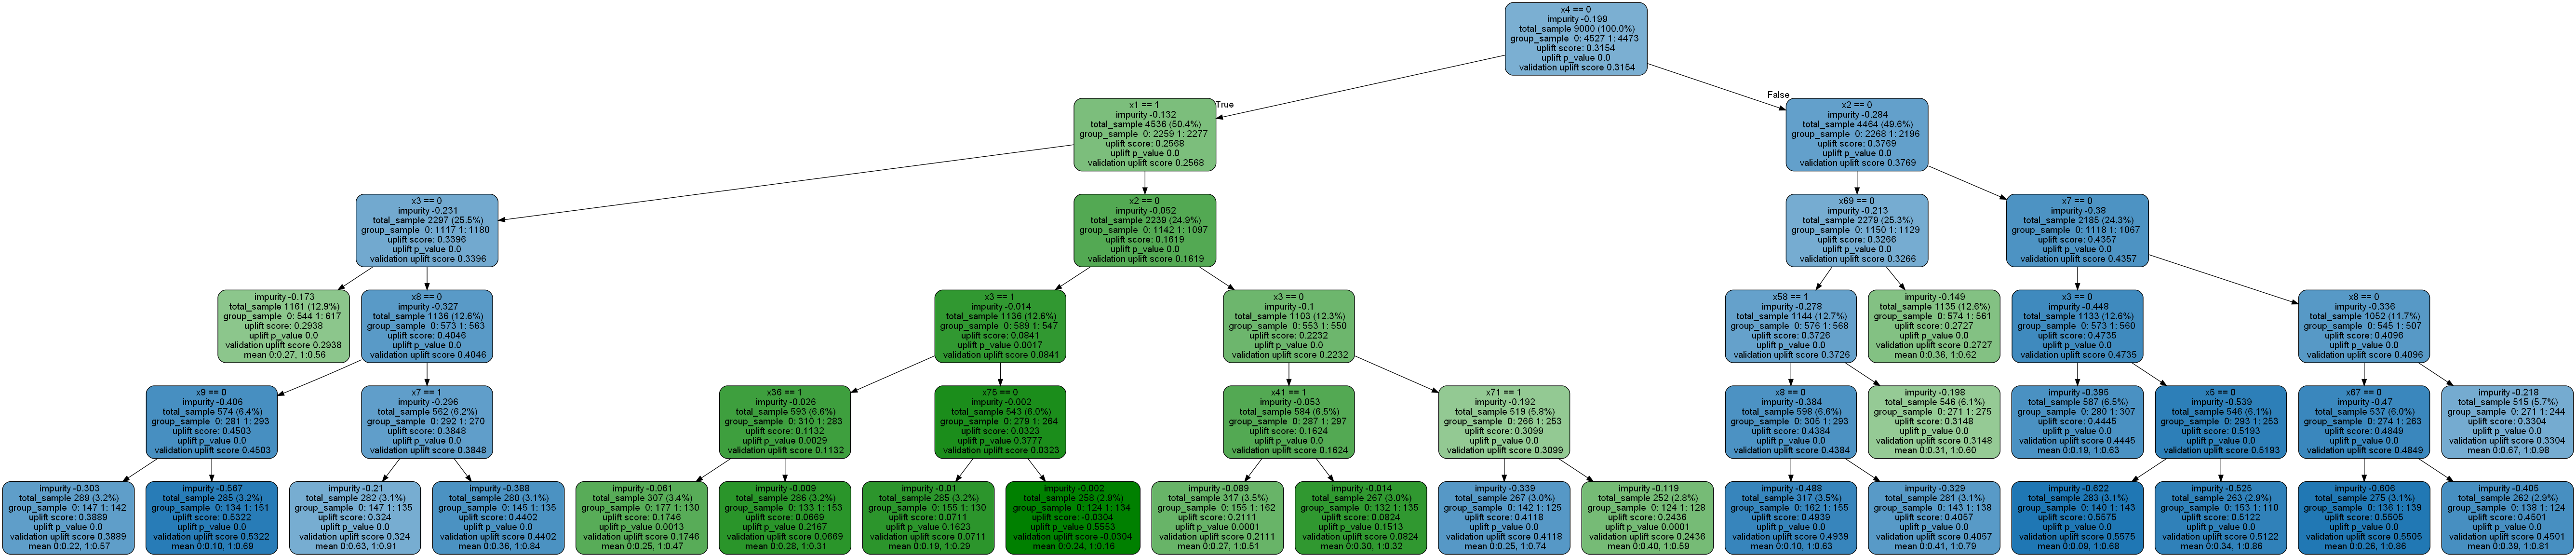 x4 == 0
impurity -0.199
total_sample 9000 (100.0%)
group_sample 0: 4527 1: 4473
uplift score: 0.3154
uplift p_value 0.0
validation uplift score 0.3154
True
False
x1 == 1
impurity -0.132
total_sample 4536 (50.4%)
group_sample 0: 2259 1: 2277
uplift score: 0.2568
uplift p_value 0.0
validation uplift score 0.2568
x2 == 0
impurity -0.284
total_sample 4464 (49.6%)
group_sample 0: 2268 1: 2196
uplift score: 0.3769
uplift p_value 0.0
validation uplift score 0.3769
x3 == 0
impurity -0.231
total_sample 2297 (25.5%)
group_sample 0: 1117 1: 1180
uplift score: 0.3396
uplift p_value 0.0
validation uplift score 0.3396
x2 == 0
impurity -0.052
total_sample 2239 (24.9%)
group_sample 0: 1142 1: 1097
uplift score: 0.1619
uplift p_value 0.0
validation uplift score 0.1619
x69 == 0
impurity -0.213
total_sample 2279 (25.3%)
group_sample 0: 1150 1: 1129
uplift score: 0.3266
uplift p_value 0.0
validation uplift score 0.3266
x7 == 0
impurity -0.38
total_sample 2185 (24.3%)
group_sample 0: 1118 1: 1067
uplift score: 0.4357
uplift p_value 0.0
validation uplift score 0.4357
impurity -0.173
total_sample 1161 (12.9%)
group_sample 0: 544 1: 617
uplift score: 0.2938
uplift p_value 0.0
validation uplift score 0.2938
mean 0:0.27, 1:0.56
x8 == 0
impurity -0.327
total_sample 1136 (12.6%)
group_sample 0: 573 1: 563
uplift score: 0.4046
uplift p_value 0.0
validation uplift score 0.4046
x3 == 1
impurity -0.014
total_sample 1136 (12.6%)
group_sample 0: 589 1: 547
uplift score: 0.0841
uplift p_value 0.0017
validation uplift score 0.0841
x3 == 0
impurity -0.1
total_sample 1103 (12.3%)
group_sample 0: 553 1: 550
uplift score: 0.2232
uplift p_value 0.0
validation uplift score 0.2232
x58 == 1
impurity -0.278
total_sample 1144 (12.7%)
group_sample 0: 576 1: 568
uplift score: 0.3726
uplift p_value 0.0
validation uplift score 0.3726
impurity -0.149
total_sample 1135 (12.6%)
group_sample 0: 574 1: 561
uplift score: 0.2727
uplift p_value 0.0
validation uplift score 0.2727
mean 0:0.36, 1:0.62
x3 == 0
impurity -0.448
total_sample 1133 (12.6%)
group_sample 0: 573 1: 560
uplift score: 0.4735
uplift p_value 0.0
validation uplift score 0.4735
x8 == 0
impurity -0.336
total_sample 1052 (11.7%)
group_sample 0: 545 1: 507
uplift score: 0.4096
uplift p_value 0.0
validation uplift score 0.4096
x9 == 0
impurity -0.406
total_sample 574 (6.4%)
group_sample 0: 281 1: 293
uplift score: 0.4503
uplift p_value 0.0
validation uplift score 0.4503
x7 == 1
impurity -0.296
total_sample 562 (6.2%)
group_sample 0: 292 1: 270
uplift score: 0.3848
uplift p_value 0.0
validation uplift score 0.3848
x36 == 1
impurity -0.026
total_sample 593 (6.6%)
group_sample 0: 310 1: 283
uplift score: 0.1132
uplift p_value 0.0029
validation uplift score 0.1132
x75 == 0
impurity -0.002
total_sample 543 (6.0%)
group_sample 0: 279 1: 264
uplift score: 0.0323
uplift p_value 0.3777
validation uplift score 0.0323
x41 == 1
impurity -0.053
total_sample 584 (6.5%)
group_sample 0: 287 1: 297
uplift score: 0.1624
uplift p_value 0.0
validation uplift score 0.1624
x71 == 1
impurity -0.192
total_sample 519 (5.8%)
group_sample 0: 266 1: 253
uplift score: 0.3099
uplift p_value 0.0
validation uplift score 0.3099
x8 == 0
impurity -0.384
total_sample 598 (6.6%)
group_sample 0: 305 1: 293
uplift score: 0.4384
uplift p_value 0.0
validation uplift score 0.4384
impurity -0.198
total_sample 546 (6.1%)
group_sample 0: 271 1: 275
uplift score: 0.3148
uplift p_value 0.0
validation uplift score 0.3148
mean 0:0.31, 1:0.60
impurity -0.395
total_sample 587 (6.5%)
group_sample 0: 280 1: 307
uplift score: 0.4445
uplift p_value 0.0
validation uplift score 0.4445
mean 0:0.19, 1:0.63
x5 == 0
impurity -0.539
total_sample 546 (6.1%)
group_sample 0: 293 1: 253
uplift score: 0.5193
uplift p_value 0.0
validation uplift score 0.5193
x67 == 0
impurity -0.47
total_sample 537 (6.0%)
group_sample 0: 274 1: 263
uplift score: 0.4849
uplift p_value 0.0
validation uplift score 0.4849
impurity -0.218
total_sample 515 (5.7%)
group_sample 0: 271 1: 244
uplift score: 0.3304
uplift p_value 0.0
validation uplift score 0.3304
mean 0:0.67, 1:0.98
impurity -0.303
total_sample 289 (3.2%)
group_sample 0: 147 1: 142
uplift score: 0.3889
uplift p_value 0.0
validation uplift score 0.3889
mean 0:0.22, 1:0.57
impurity -0.567
total_sample 285 (3.2%)
group_sample 0: 134 1: 151
uplift score: 0.5322
uplift p_value 0.0
validation uplift score 0.5322
mean 0:0.10, 1:0.69
impurity -0.21
total_sample 282 (3.1%)
group_sample 0: 147 1: 135
uplift score: 0.324
uplift p_value 0.0
validation uplift score 0.324
mean 0:0.63, 1:0.91
impurity -0.388
total_sample 280 (3.1%)
group_sample 0: 145 1: 135
uplift score: 0.4402
uplift p_value 0.0
validation uplift score 0.4402
mean 0:0.36, 1:0.84
impurity -0.061
total_sample 307 (3.4%)
group_sample 0: 177 1: 130
uplift score: 0.1746
uplift p_value 0.0013
validation uplift score 0.1746
mean 0:0.25, 1:0.47
impurity -0.009
total_sample 286 (3.2%)
group_sample 0: 133 1: 153
uplift score: 0.0669
uplift p_value 0.2167
validation uplift score 0.0669
mean 0:0.28, 1:0.31
impurity -0.01
total_sample 285 (3.2%)
group_sample 0: 155 1: 130
uplift score: 0.0711
uplift p_value 0.1623
validation uplift score 0.0711
mean 0:0.19, 1:0.29
impurity -0.002
total_sample 258 (2.9%)
group_sample 0: 124 1: 134
uplift score: -0.0304
uplift p_value 0.5553
validation uplift score -0.0304
mean 0:0.24, 1:0.16
impurity -0.089
total_sample 317 (3.5%)
group_sample 0: 155 1: 162
uplift score: 0.2111
uplift p_value 0.0001
validation uplift score 0.2111
mean 0:0.27, 1:0.51
impurity -0.014
total_sample 267 (3.0%)
group_sample 0: 132 1: 135
uplift score: 0.0824
uplift p_value 0.1513
validation uplift score 0.0824
mean 0:0.30, 1:0.32
impurity -0.339
total_sample 267 (3.0%)
group_sample 0: 142 1: 125
uplift score: 0.4118
uplift p_value 0.0
validation uplift score 0.4118
mean 0:0.25, 1:0.74
impurity -0.119
total_sample 252 (2.8%)
group_sample 0: 124 1: 128
uplift score: 0.2436
uplift p_value 0.0001
validation uplift score 0.2436
mean 0:0.40, 1:0.59
impurity -0.488
total_sample 317 (3.5%)
group_sample 0: 162 1: 155
uplift score: 0.4939
uplift p_value 0.0
validation uplift score 0.4939
mean 0:0.10, 1:0.63
impurity -0.329
total_sample 281 (3.1%)
group_sample 0: 143 1: 138
uplift score: 0.4057
uplift p_value 0.0
validation uplift score 0.4057
mean 0:0.41, 1:0.79
impurity -0.622
total_sample 283 (3.1%)
group_sample 0: 140 1: 143
uplift score: 0.5575
uplift p_value 0.0
validation uplift score 0.5575
mean 0:0.09, 1:0.68
impurity -0.525
total_sample 263 (2.9%)
group_sample 0: 153 1: 110
uplift score: 0.5122
uplift p_value 0.0
validation uplift score 0.5122
mean 0:0.34, 1:0.86
impurity -0.606
total_sample 275 (3.1%)
group_sample 0: 136 1: 139
uplift score: 0.5505
uplift p_value 0.0
validation uplift score 0.5505
mean 0:0.26, 1:0.86
impurity -0.405
total_sample 262 (2.9%)
group_sample 0: 138 1: 124
uplift score: 0.4501
uplift p_value 0.0
validation uplift score 0.4501
mean 0:0.39, 1:0.81